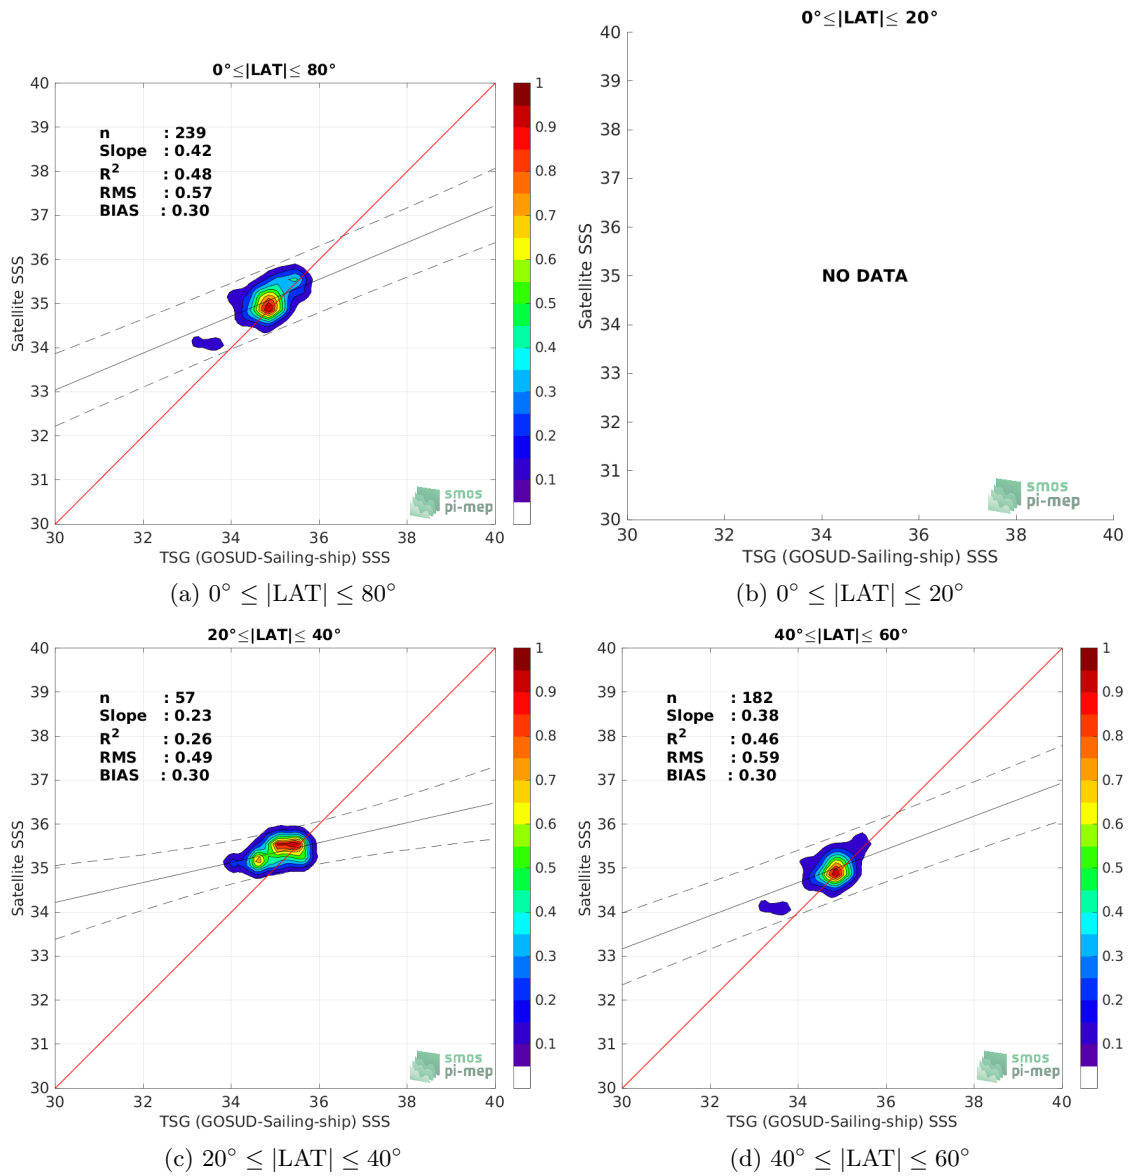 0°≤|LAT|≤ 80°
n : 239
Slope : 0.42
R² : 0.48
RMS : 0.57
BIAS : 0.30
40
39
38
37
36
35
34
33
32
31
30
Satellite SSS
30 32 34 36 38 40
TSG (GOSUD-Sailing-ship) SSS
1
0.9
0.8
0.7
0.6
0.5
0.4
0.3
0.2
0.1
smos
pi-mep
(a) 0° ≤ |LAT| ≤ 80°
0°≤|LAT|≤ 20°
40
39
38
37
36
35
34
33
32
31
30
Satellite SSS
NO DATA
smos
pi-mep
30 32 34 36 38 40
TSG (GOSUD-Sailing-ship) SSS
(b) 0° ≤ |LAT| ≤ 20°
20°≤|LAT|≤ 40°
n : 57
Slope : 0.23
R² : 0.26
RMS : 0.49
BIAS : 0.30
40
39
38
37
36
35
34
33
32
31
30
Satellite SSS
30 32 34 36 38 40
TSG (GOSUD-Sailing-ship) SSS
1
0.9
0.8
0.7
0.6
0.5
0.4
0.3
0.2
0.1
smos
pi-mep
(c) 20° ≤ |LAT| ≤ 40°
40°≤|LAT|≤ 60°
n : 182
Slope : 0.38
R² : 0.46
RMS : 0.59
BIAS : 0.30
40
39
38
37
36
35
34
33
32
31
30
Satellite SSS
30 32 34 36 38 40
TSG (GOSUD-Sailing-ship) SSS
1
0.9
0.8
0.7
0.6
0.5
0.4
0.3
0.2
0.1
smos
pi-mep
(d) 40° ≤ |LAT| ≤ 60°